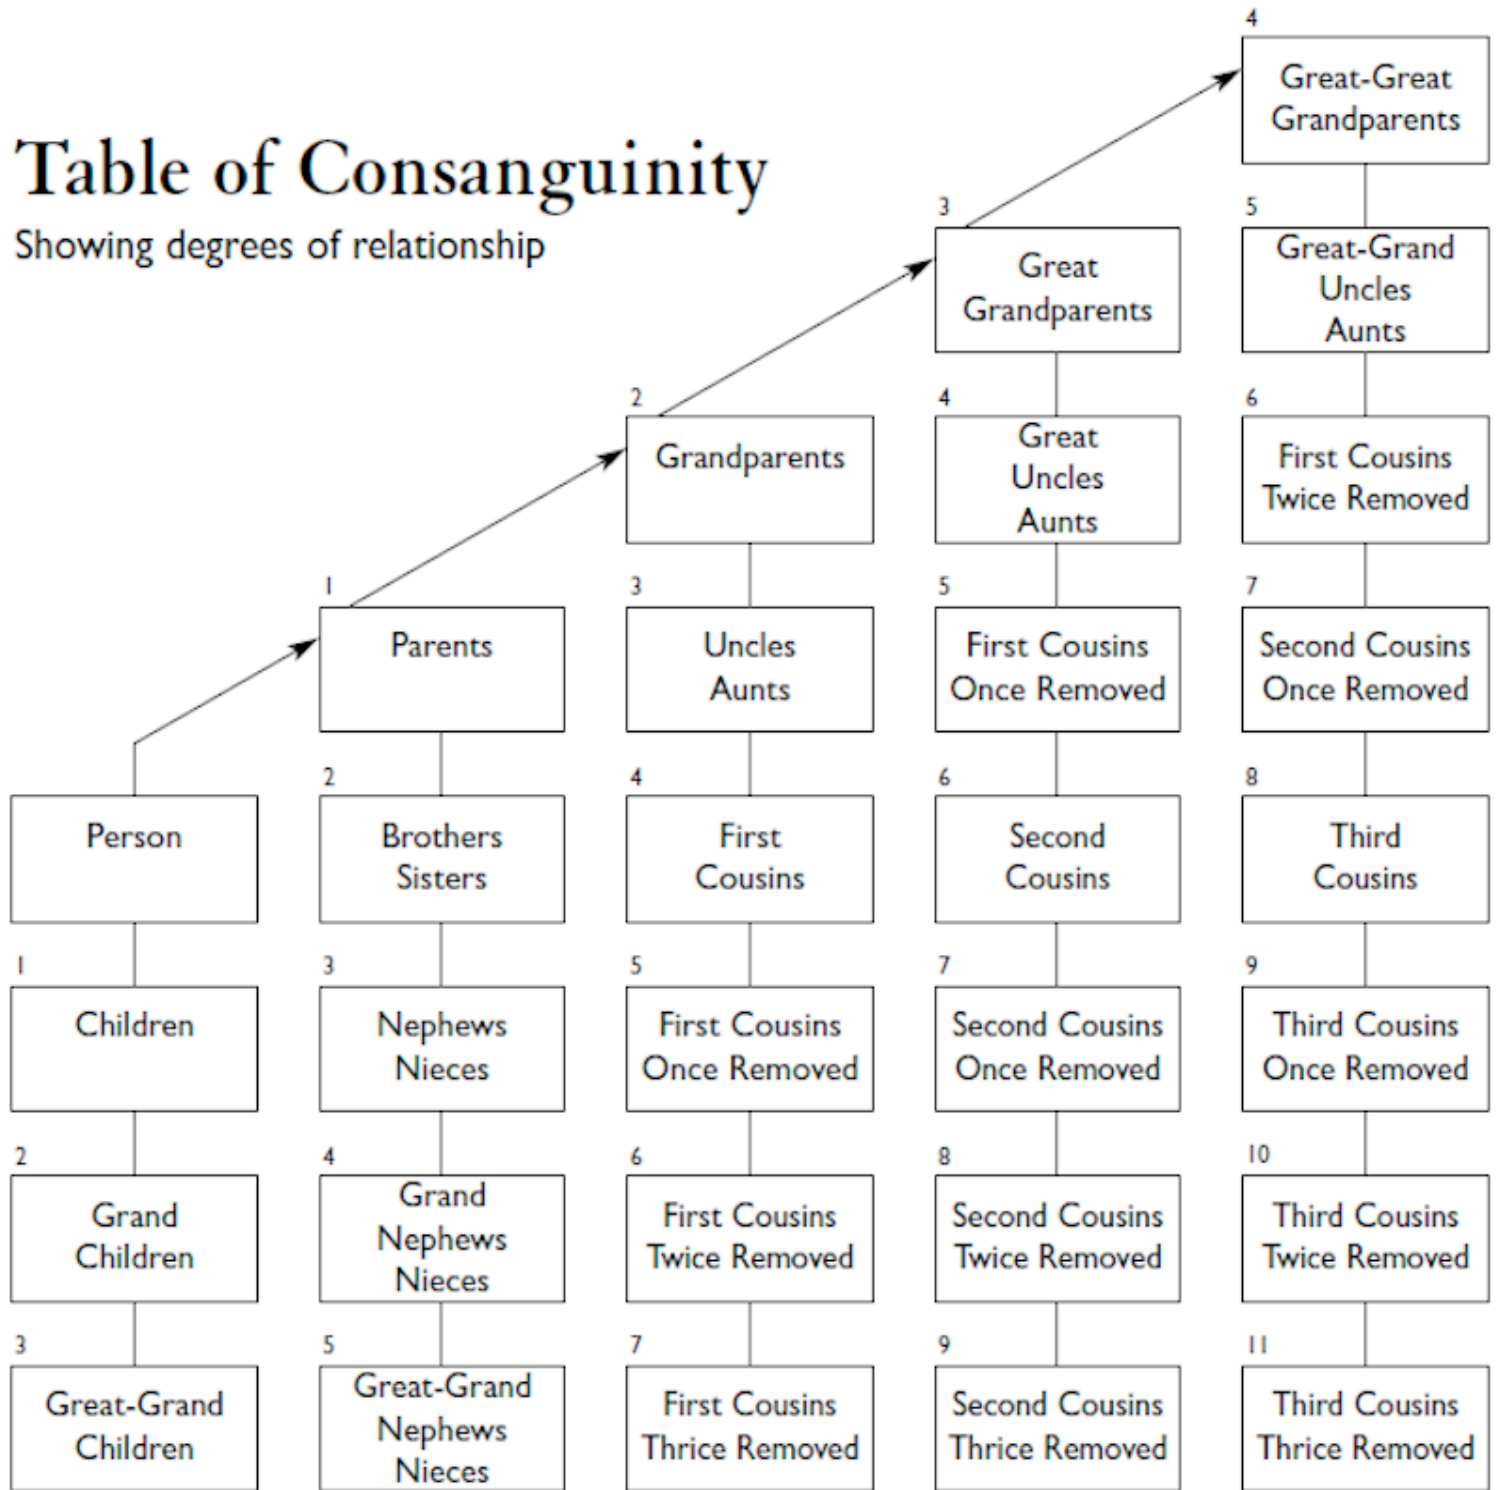 Table of Consanguinity
Showing degrees of relationship
4
Great-Great
Grandparents
3
Great
Grandparents
5
Great-Grand
Uncles
Aunts
2
Grandparents
4
Great
Uncles
Aunts
6
First Cousins
Twice Removed
1
Parents
3
Uncles
Aunts
5
First Cousins
Once Removed
7
Second Cousins
Once Removed
Person
2
Brothers
Sisters
4
First
Cousins
6
Second
Cousins
8
Third
Cousins
1
Children
3
Nephews
Nieces
5
First Cousins
Once Removed
7
Second Cousins
Once Removed
9
Third Cousins
Once Removed
2
Grand
Children
4
Grand
Nephews
Nieces
6
First Cousins
Twice Removed
8
Second Cousins
Twice Removed
10
Third Cousins
Twice Removed
3
Great-Grand
Children
5
Great-Grand
Nephews
Nieces
7
First Cousins
Thrice Removed
9
Second Cousins
Thrice Removed
11
Third Cousins
Thrice Removed